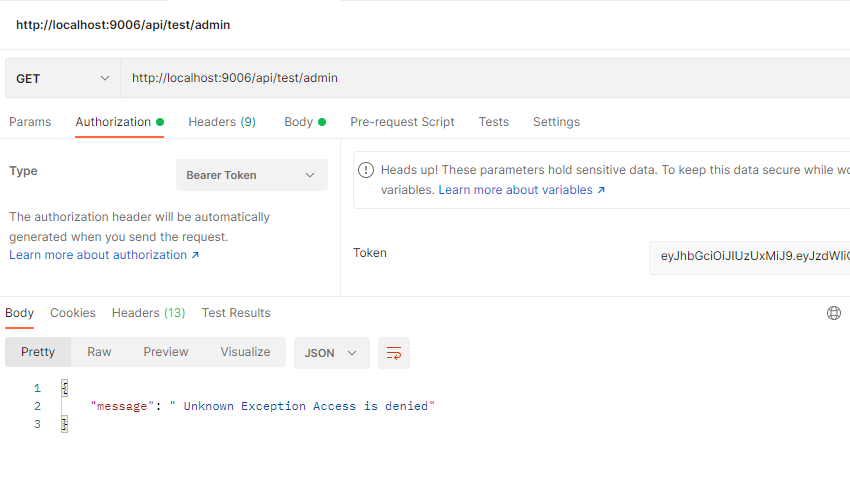 http://localhost:9006/api/test/admin
GET http://localhost:9006/api/test/admin
Params Authorization Headers (9) Body Pre-request Script Tests Settings
Type Bearer Token
The authorization header will be automatically
generated when you send the request.
Learn more about authorization ↗
Heads up! These parameters hold sensitive data. To keep this data secure while wo
variables. Learn more about variables ↗
Token eyJhbGciOiJIUzUxMiJ9.eyJzdWIiO
Body Cookies Headers (13) Test Results
Pretty Raw Preview Visualize JSON
1 {
2 "message": " Unknown Exception Access is denied"
3 }